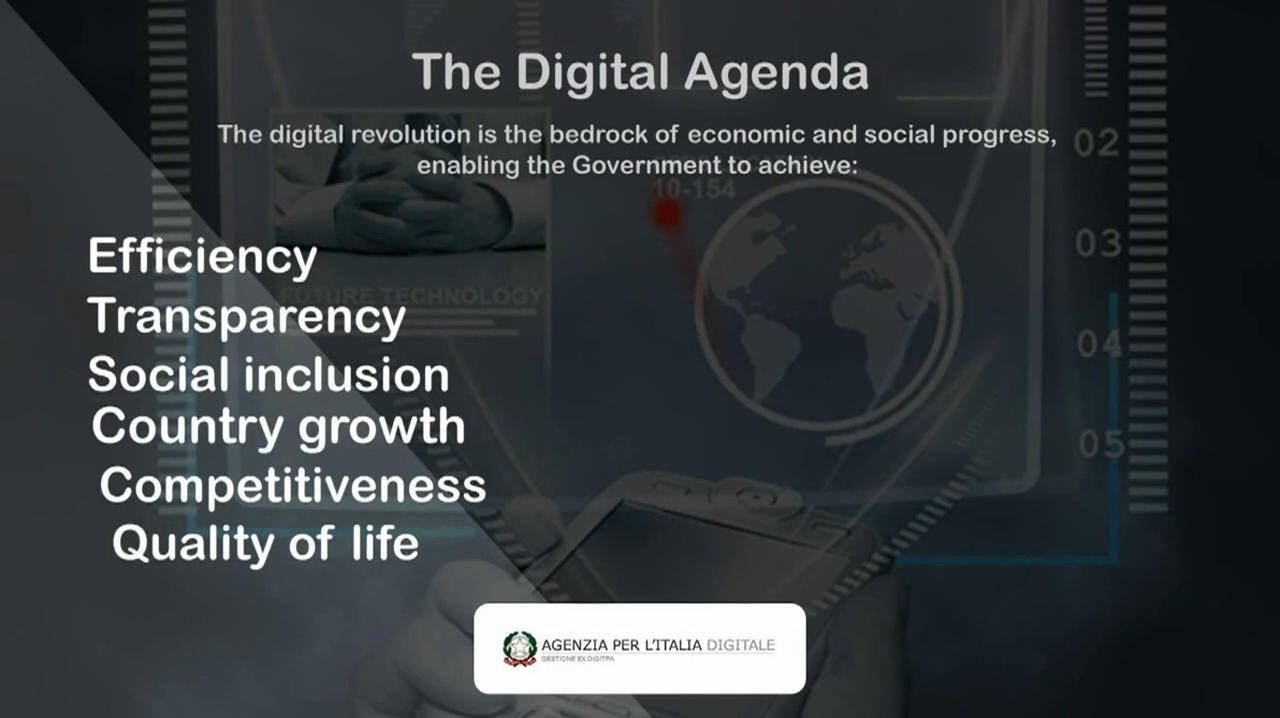 The Digital Agenda
The digital revolution is the bedrock of economic and social progress,
enabling the Government to achieve:
10-154
02
03
04
05
FUTURE TECHNOLOGY
Efficiency
Transparency
Social inclusion
Country growth
Competitiveness
Quality of life
AGENZIA PER L'ITALIA DIGITALE
GESTIONE EX DIGITPA